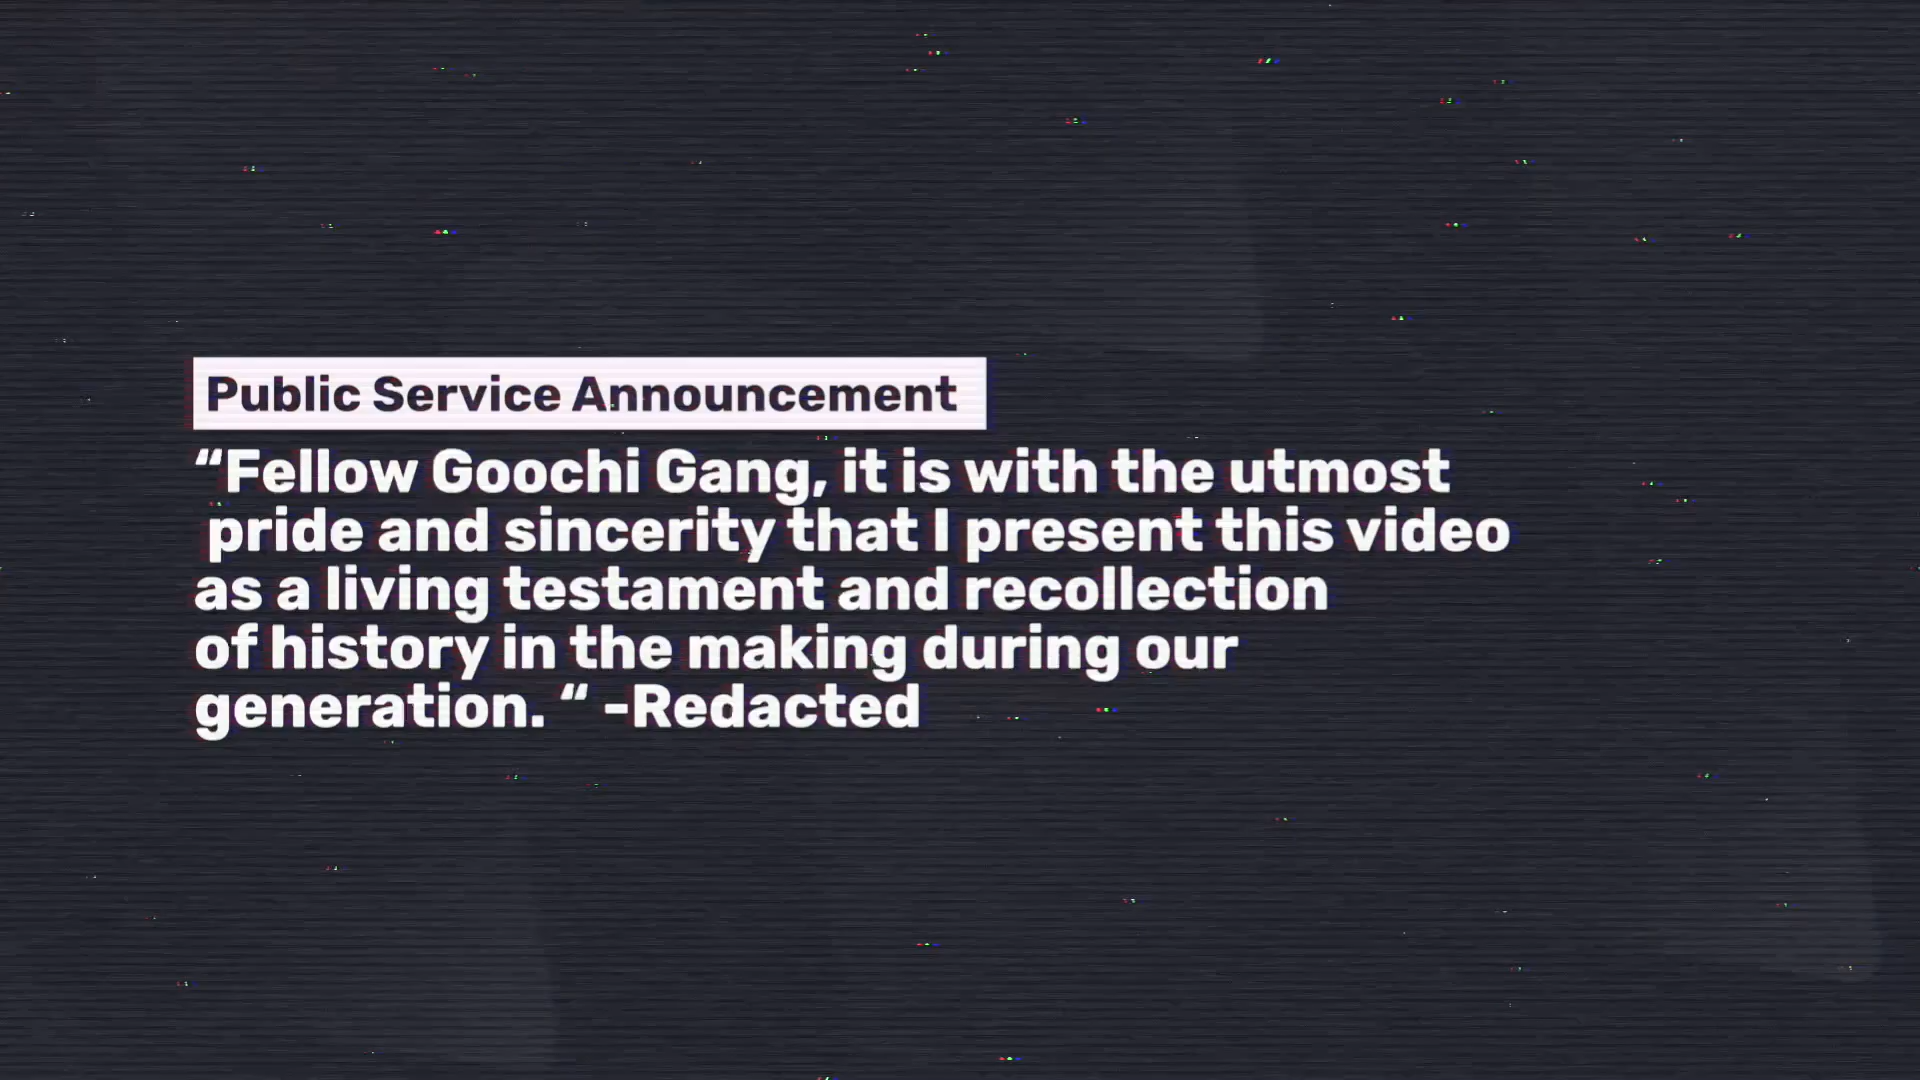 Public Service Announcement
“Fellow Goochi Gang, it is with the utmost
pride and sincerity that I present this video
as a living testament and recollection
of history in the making during our
generation. “ -Redacted